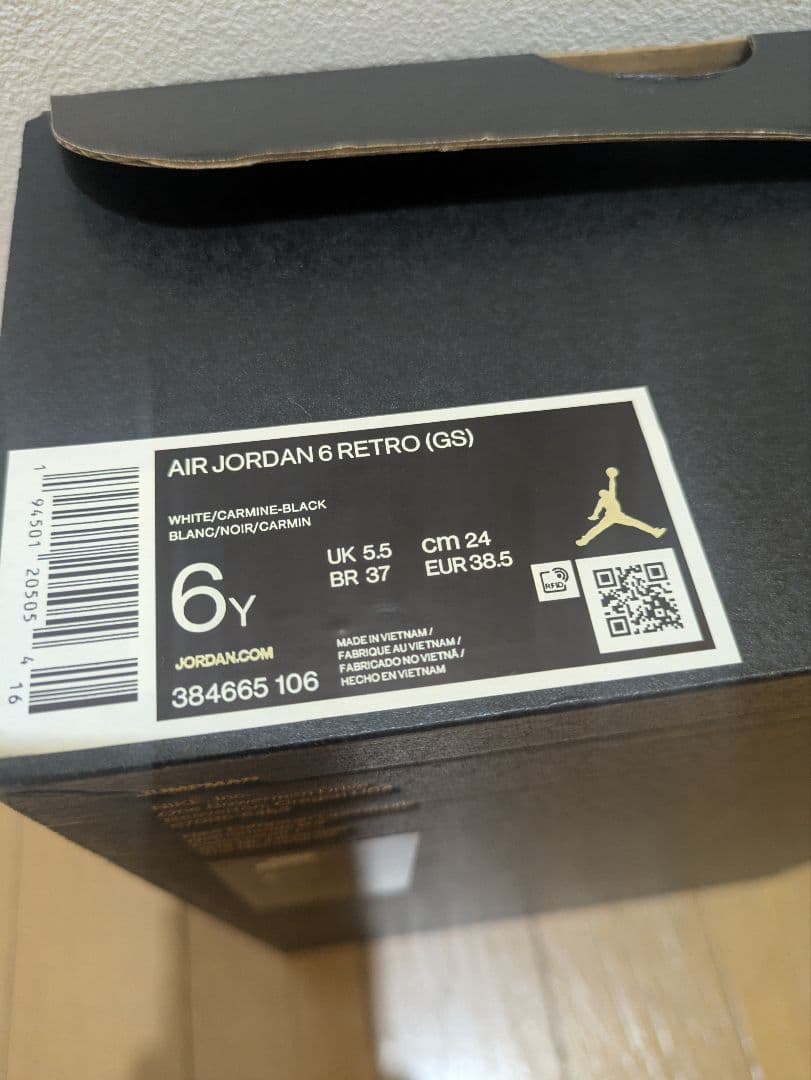 AIR JORDAN 6 RETRO (GS)
WHITE/CARMINE-BLACK
BLANC/NOIR/CARMIN
6Y
UK 5.5
BR 37
cm 24
EUR 38.5
RFID
JORDAN.COM
384665 106
MADE IN VIETNAM /
FABRIQUE AU VIETNAM /
FABRICADO NO VIETNÃ /
HECHO EN VIETNAM
1 94501 20505 4 16
JUMPMAN